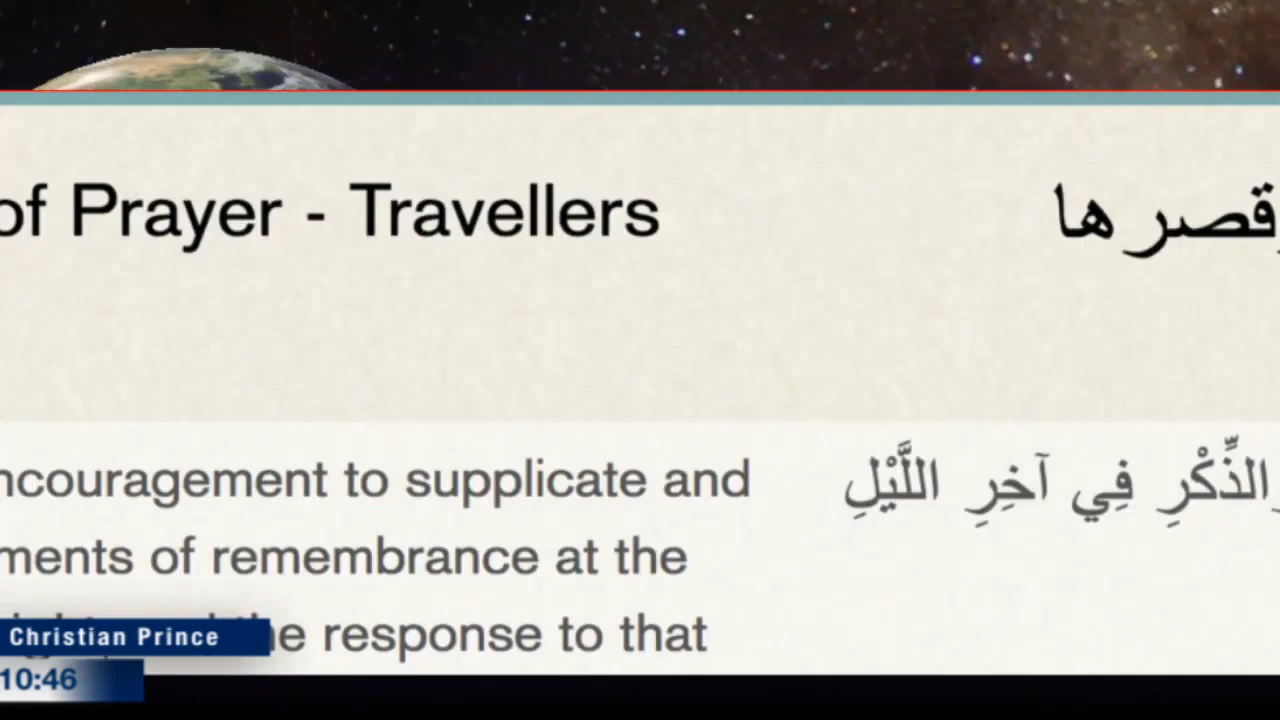 of Prayer - Travellers
قصرها
ncouragement to supplicate and
الذِّكْرِ فِي آخِرِ اللَّيْلِ
ments of remembrance at the
he response to that
Christian Prince
10:46